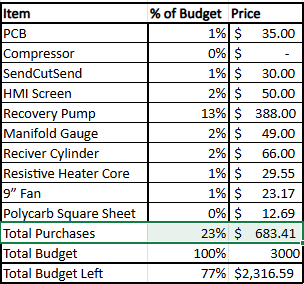 Item % of Budget Price
PCB 1% $ 35.00
Compressor 0% $ -
SendCutSend 1% $ 30.00
HMI Screen 2% $ 50.00
Recovery Pump 13% $ 388.00
Manifold Gauge 2% $ 49.00
Reciver Cylinder 2% $ 66.00
Resistive Heater Core 1% $ 29.55
9” Fan 1% $ 23.17
Polycarb Square Sheet 0% $ 12.69
Total Purchases 23% $ 683.41
Total Budget 100% 3000
Total Budget Left 77% $2,316.59